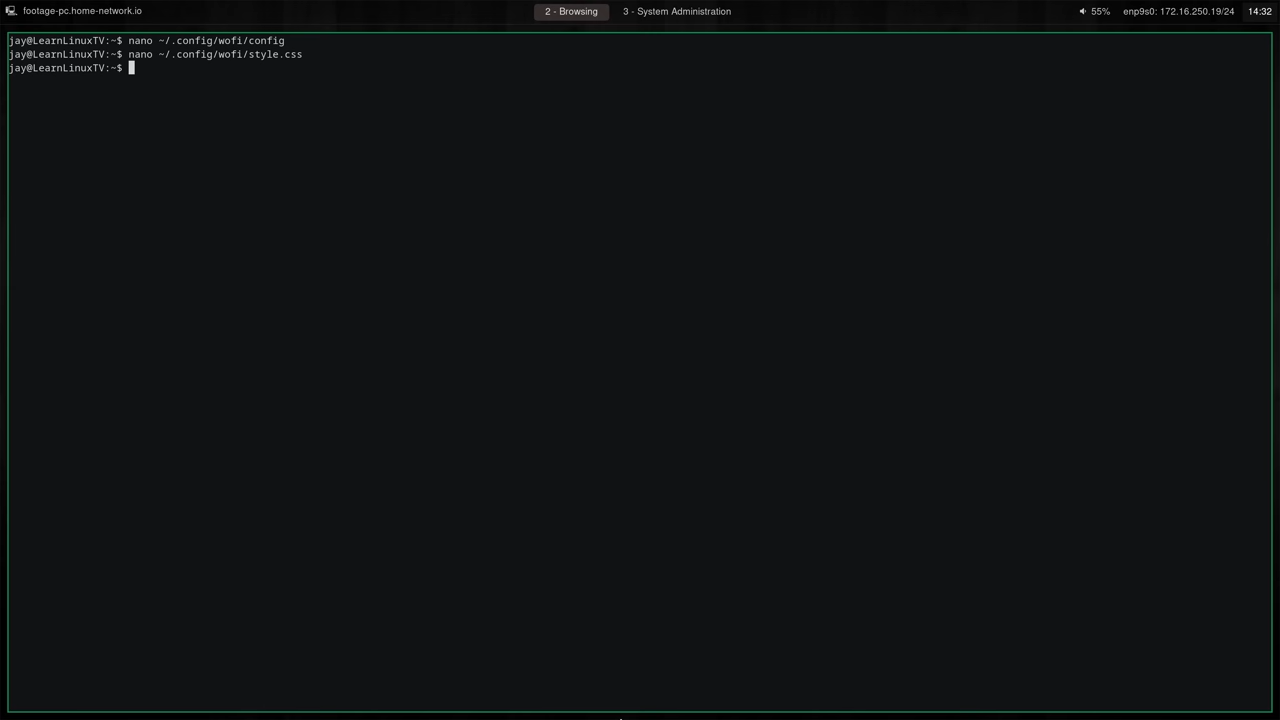 footage-pc.home-network.io
2 - Browsing
3 - System Administration
55%
enp9s0: 172.16.250.19/24
14:32
jay@LearnLinuxTV:~$ nano ~/.config/wofi/config
jay@LearnLinuxTV:~$ nano ~/.config/wofi/style.css
jay@LearnLinuxTV:~$